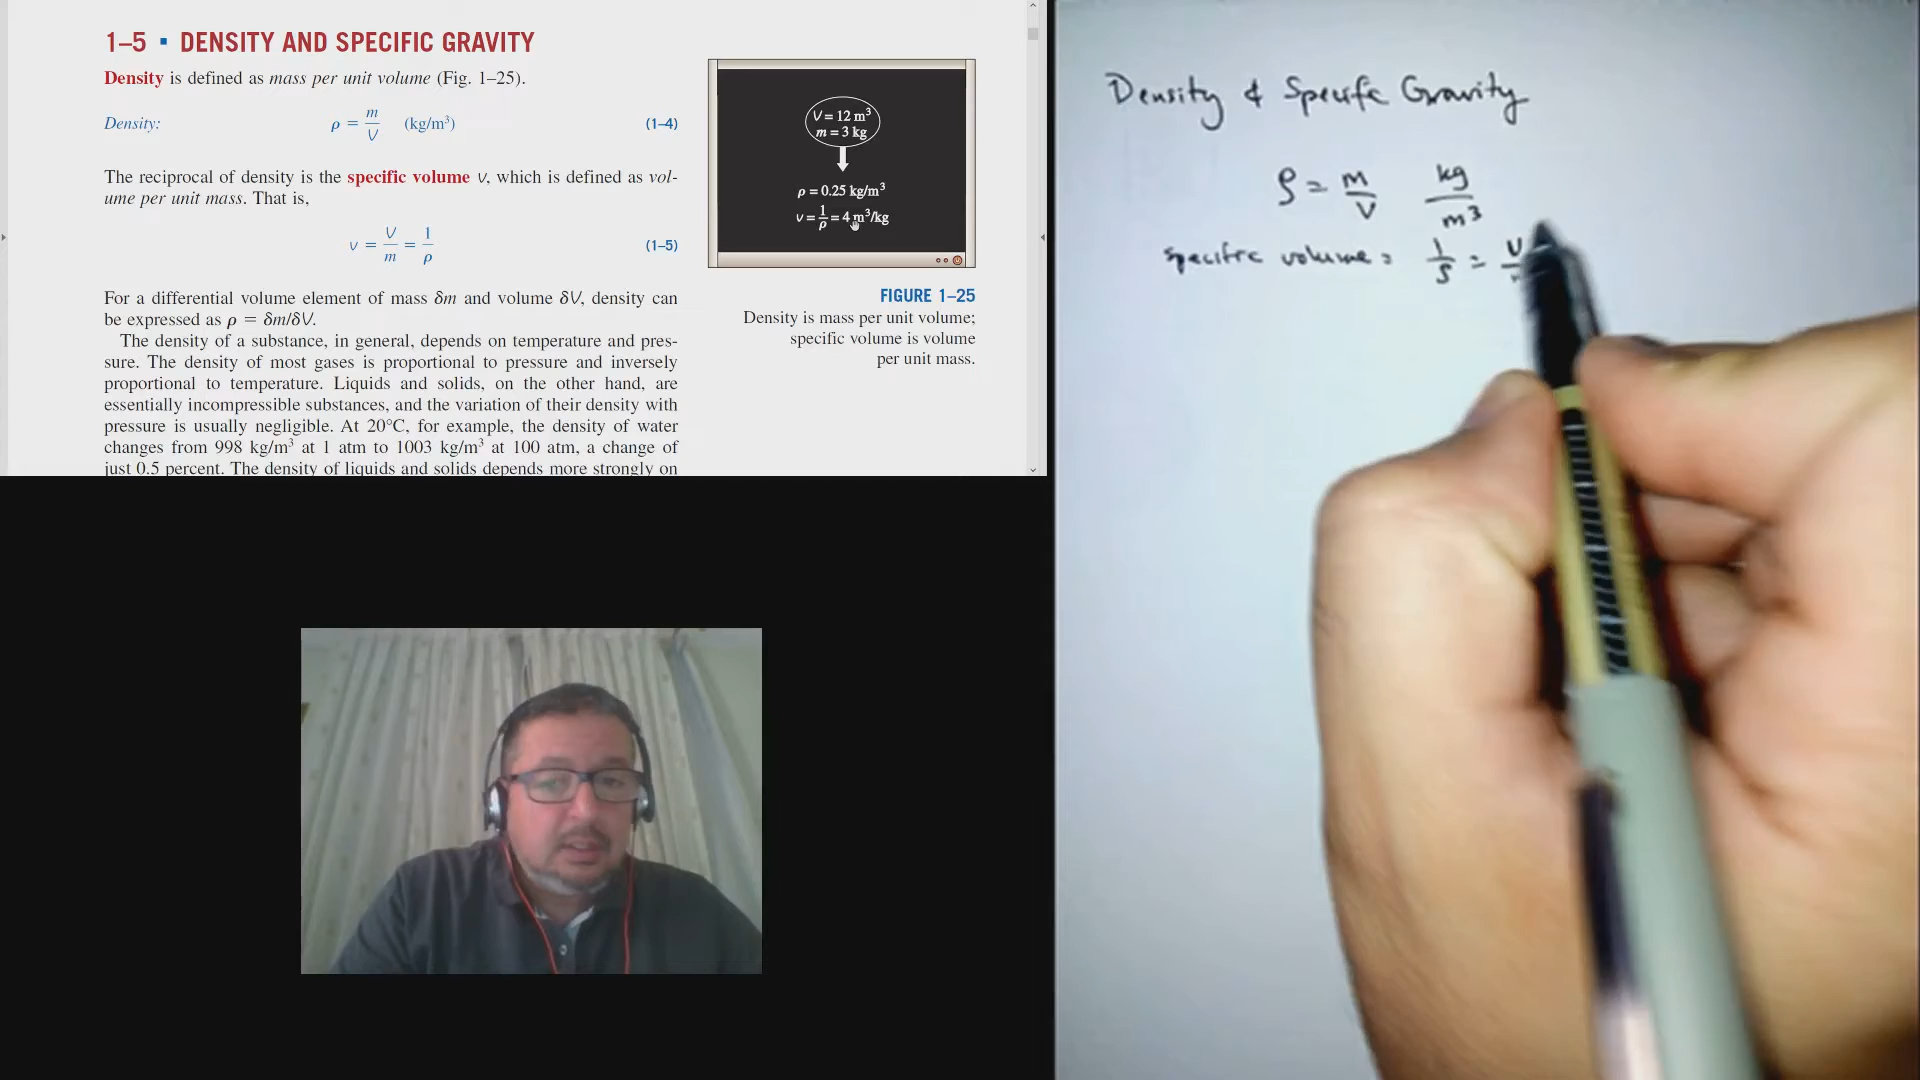 1–5 ▪ DENSITY AND SPECIFIC GRAVITY
Density is defined as mass per unit volume (Fig. 1–25).
Density: ρ = m/V (kg/m³) (1–4)
The reciprocal of density is the specific volume v, which is defined as vol-
ume per unit mass. That is,
v = V/m = 1/ρ (1–5)
For a differential volume element of mass δm and volume δV, density can
be expressed as ρ = δm/δV.
The density of a substance, in general, depends on temperature and pres-
sure. The density of most gases is proportional to pressure and inversely
proportional to temperature. Liquids and solids, on the other hand, are
essentially incompressible substances, and the variation of their density with
pressure is usually negligible. At 20°C, for example, the density of water
changes from 998 kg/m³ at 1 atm to 1003 kg/m³ at 100 atm, a change of
just 0.5 percent. The density of liquids and solids depends more strongly on
V = 12 m³
m = 3 kg
ρ = 0.25 kg/m³
v = 1/ρ = 4 m³/kg
FIGURE 1–25
Density is mass per unit volume;
specific volume is volume
per unit mass.
Density & Specifc Gravity
ρ = m/V kg/m³
specifrc volume = 1/ρ = V/